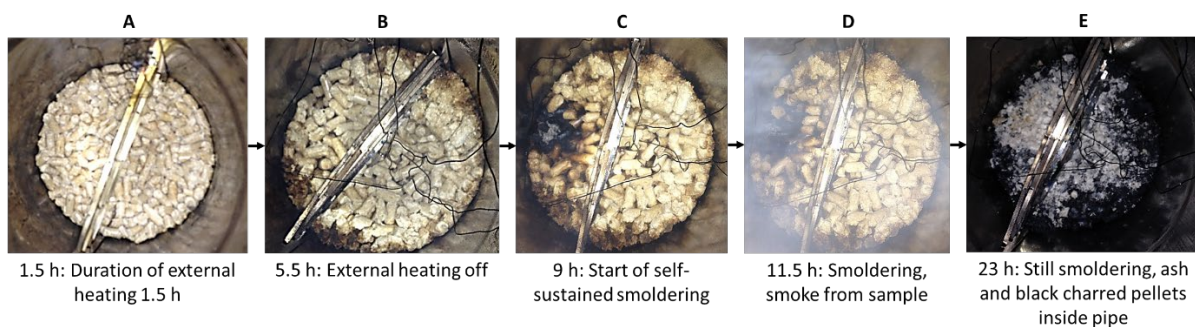 A
B
C
D
E
1.5 h: Duration of external
heating 1.5 h
5.5 h: External heating off
9 h: Start of self-
sustained smoldering
11.5 h: Smoldering,
smoke from sample
23 h: Still smoldering, ash
and black charred pellets
inside pipe